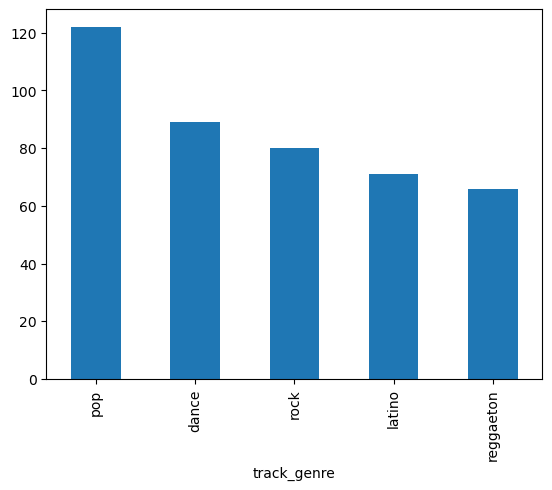 120
100
80
60
40
20
0
pop
dance
rock
latino
reggaeton
track_genre